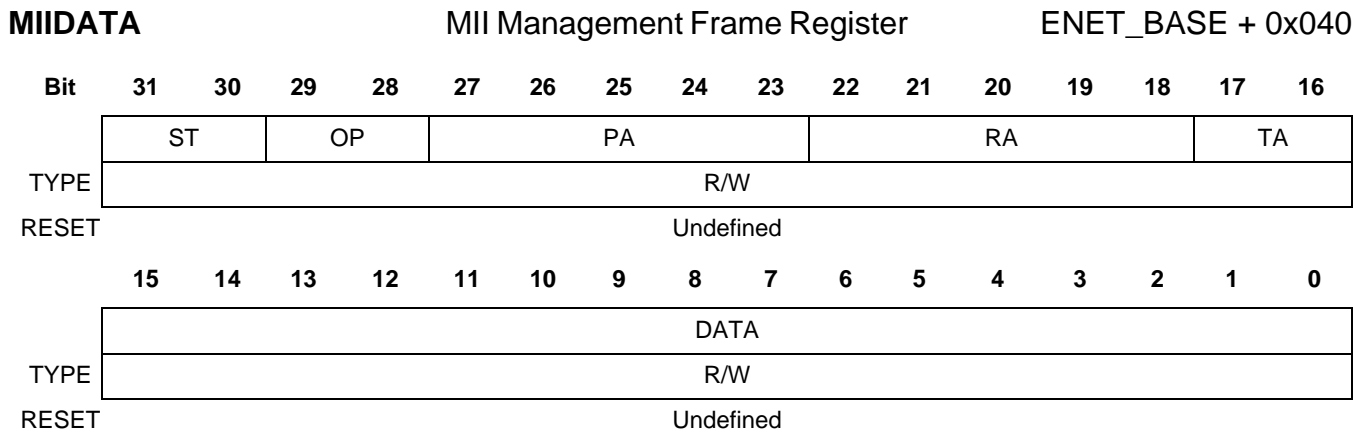 MIIDATA MII Management Frame Register ENET_BASE + 0x040
Bit 31 30 29 28 27 26 25 24 23 22 21 20 19 18 17 16
ST OP PA RA TA
TYPE R/W
RESET Undefined
15 14 13 12 11 10 9 8 7 6 5 4 3 2 1 0
DATA
TYPE R/W
RESET Undefined